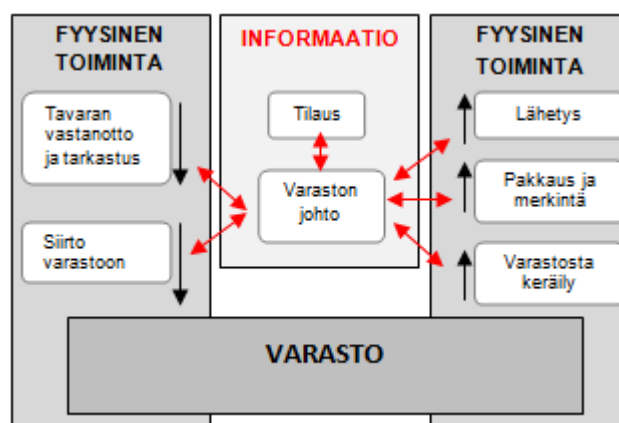 FYYSINEN
TOIMINTA
Tavaran
vastanotto
ja tarkastus
Siirto
varastoon
INFORMAATIO
Tilaus
Varaston
johto
FYYSINEN
TOIMINTA
Lähetys
Pakkaus ja
merkintä
Varastosta
keräily
VARASTO